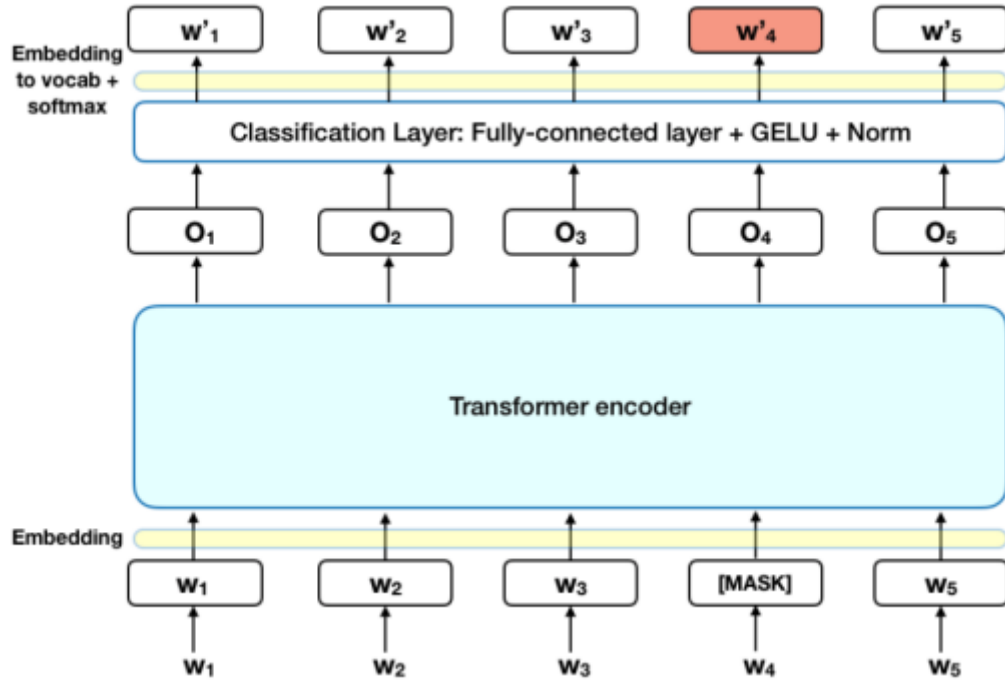 w'₁ w'₂ w'₃ w'₄ w'₅
Embedding
to vocab +
softmax
Classification Layer: Fully-connected layer + GELU + Norm
O₁ O₂ O₃ O₄ O₅
Transformer encoder
Embedding
w₁ w₂ w₃ [MASK] w₅
w₁ w₂ w₃ w₄ w₅